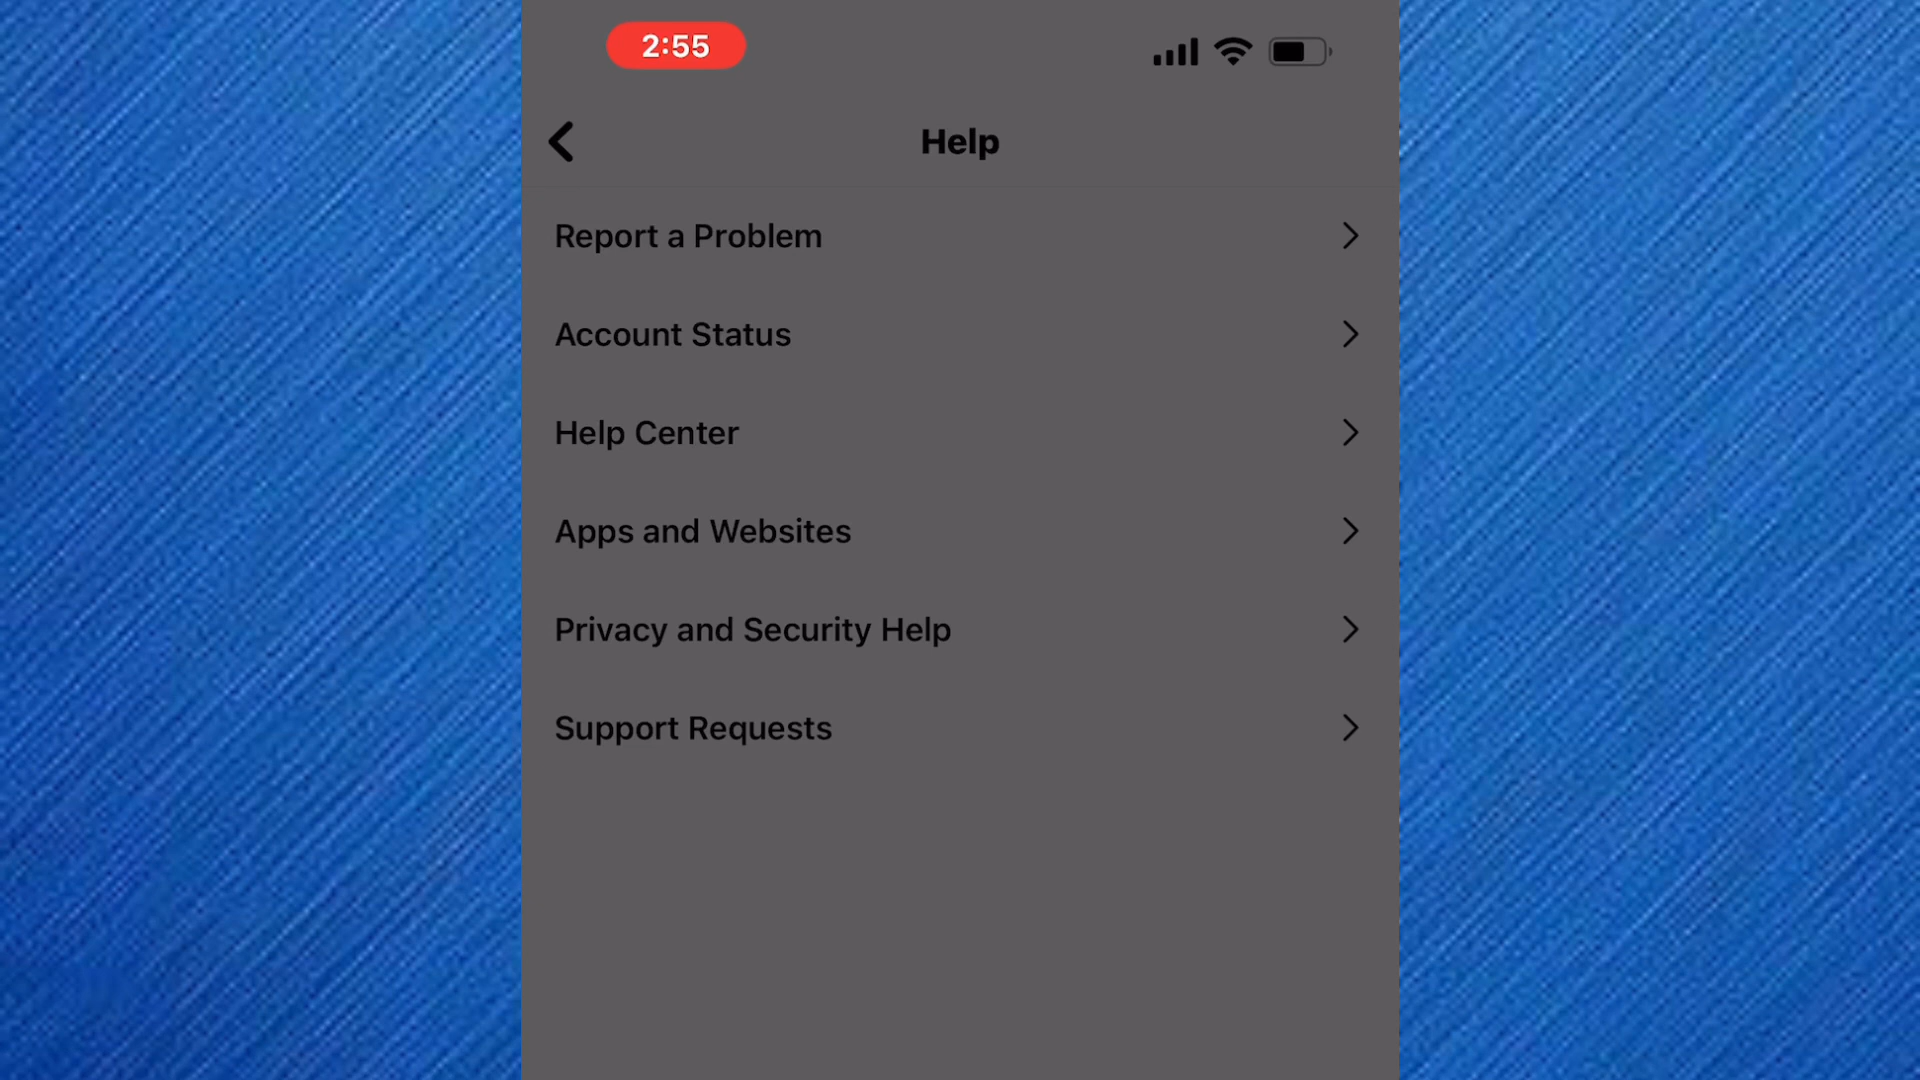 2:55
Help
Report a Problem
Account Status
Help Center
Apps and Websites
Privacy and Security Help
Support Requests